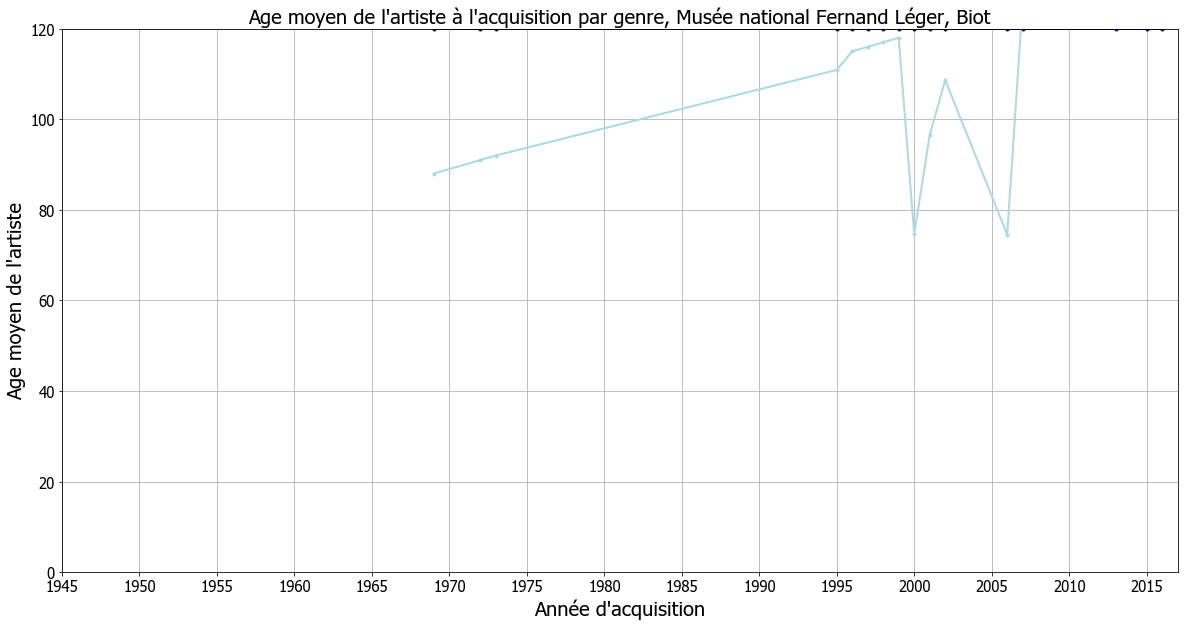 Age moyen de l'artiste à l'acquisition par genre, Musée national Fernand Léger, Biot
120
100
80
60
40
20
0
Age moyen de l'artiste
1945 1950 1955 1960 1965 1970 1975 1980 1985 1990 1995 2000 2005 2010 2015
Année d'acquisition